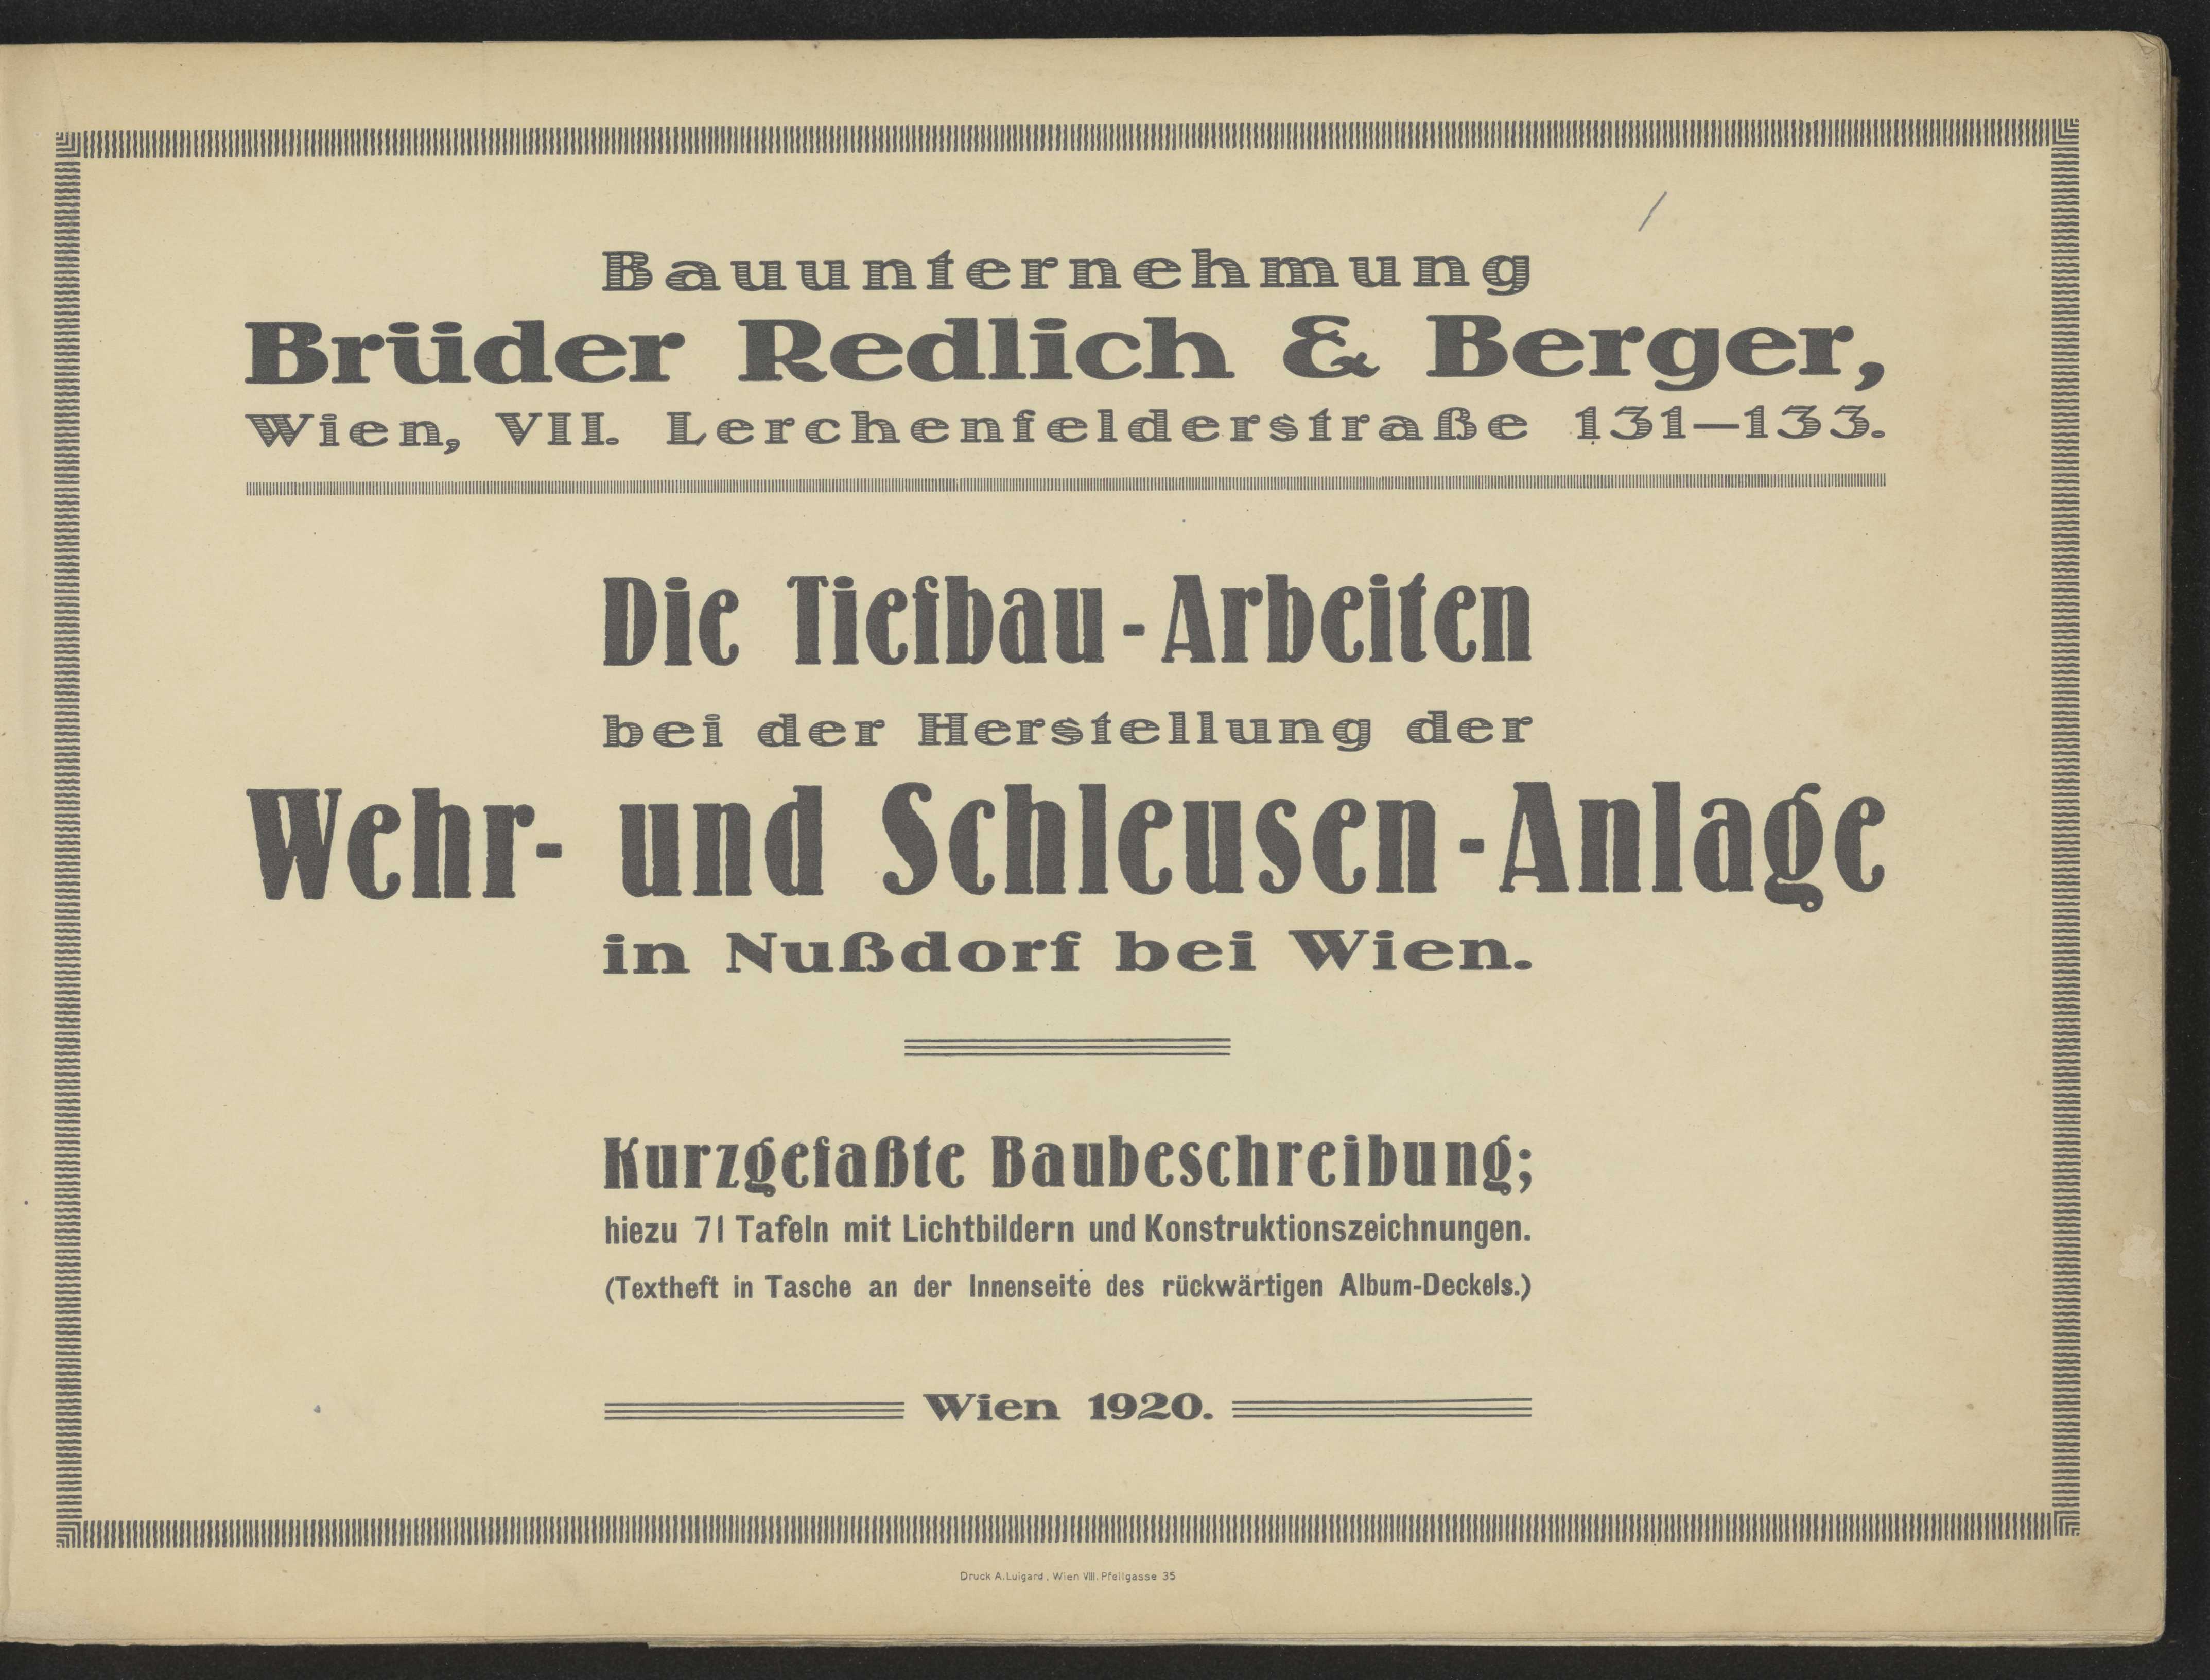 Bauunternehmung
Brüder Redlich & Berger,
Wien, VII. Lerchenfelderstraße 131—133.
Die Tiefbau-Arbeiten
bei der Herstellung der
Wehr- und Schleusen-Anlage
in Nußdorf bei Wien.
Kurzgefaßte Baubeschreibung;
hiezu 71 Tafeln mit Lichtbildern und Konstruktionszeichnungen.
(Textheft in Tasche an der Innenseite des rückwärtigen Album-Deckels.)
Wien 1920.
Druck A. Luigard, Wien VIII. Pfeilgasse 35